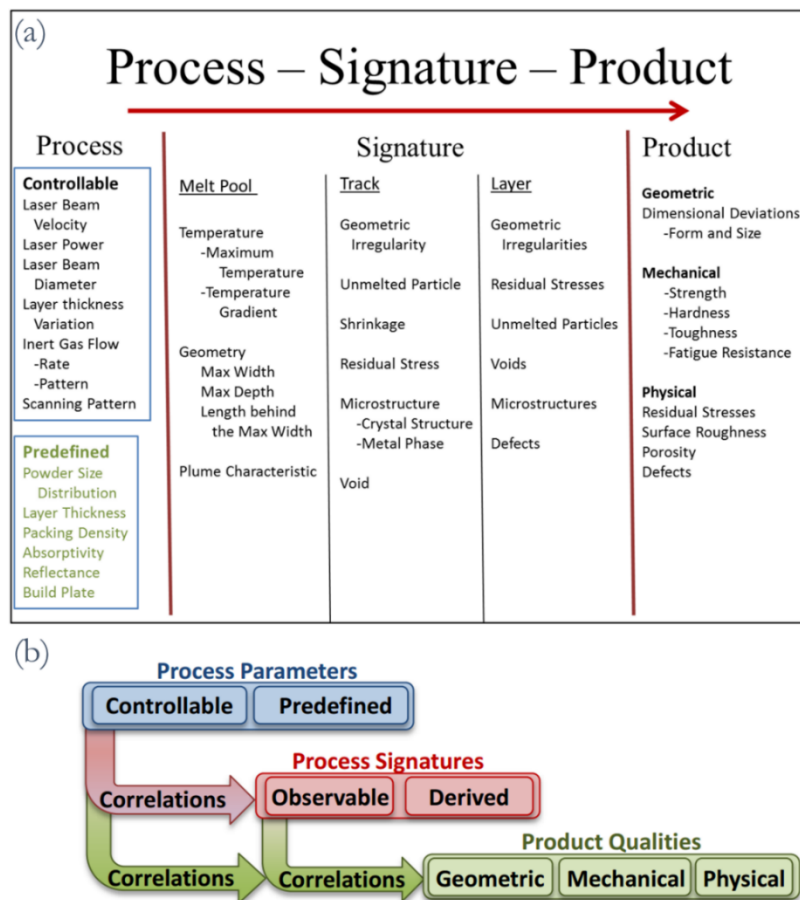 (a)
Process – Signature – Product
Process
Controllable
Laser Beam
Velocity
Laser Power
Laser Beam
Diameter
Layer thickness
Variation
Inert Gas Flow
-Rate
-Pattern
Scanning Pattern
Predefined
Powder Size
Distribution
Layer Thickness
Packing Density
Absorptivity
Reflectance
Build Plate
Signature
Melt Pool
Temperature
-Maximum
Temperature
-Temperature
Gradient
Geometry
Max Width
Max Depth
Length behind
the Max Width
Plume Characteristic
Track
Geometric
Irregularity
Unmelted Particle
Shrinkage
Residual Stress
Microstructure
-Crystal Structure
-Metal Phase
Void
Layer
Geometric
Irregularities
Residual Stresses
Unmelted Particles
Voids
Microstructures
Defects
Product
Geometric
Dimensional Deviations
-Form and Size
Mechanical
-Strength
-Hardness
-Toughness
-Fatigue Resistance
Physical
Residual Stresses
Surface Roughness
Porosity
Defects
(b)
Process Parameters
Controllable Predefined
Process Signatures
Correlations Observable Derived
Product Qualities
Correlations Correlations Geometric Mechanical Physical